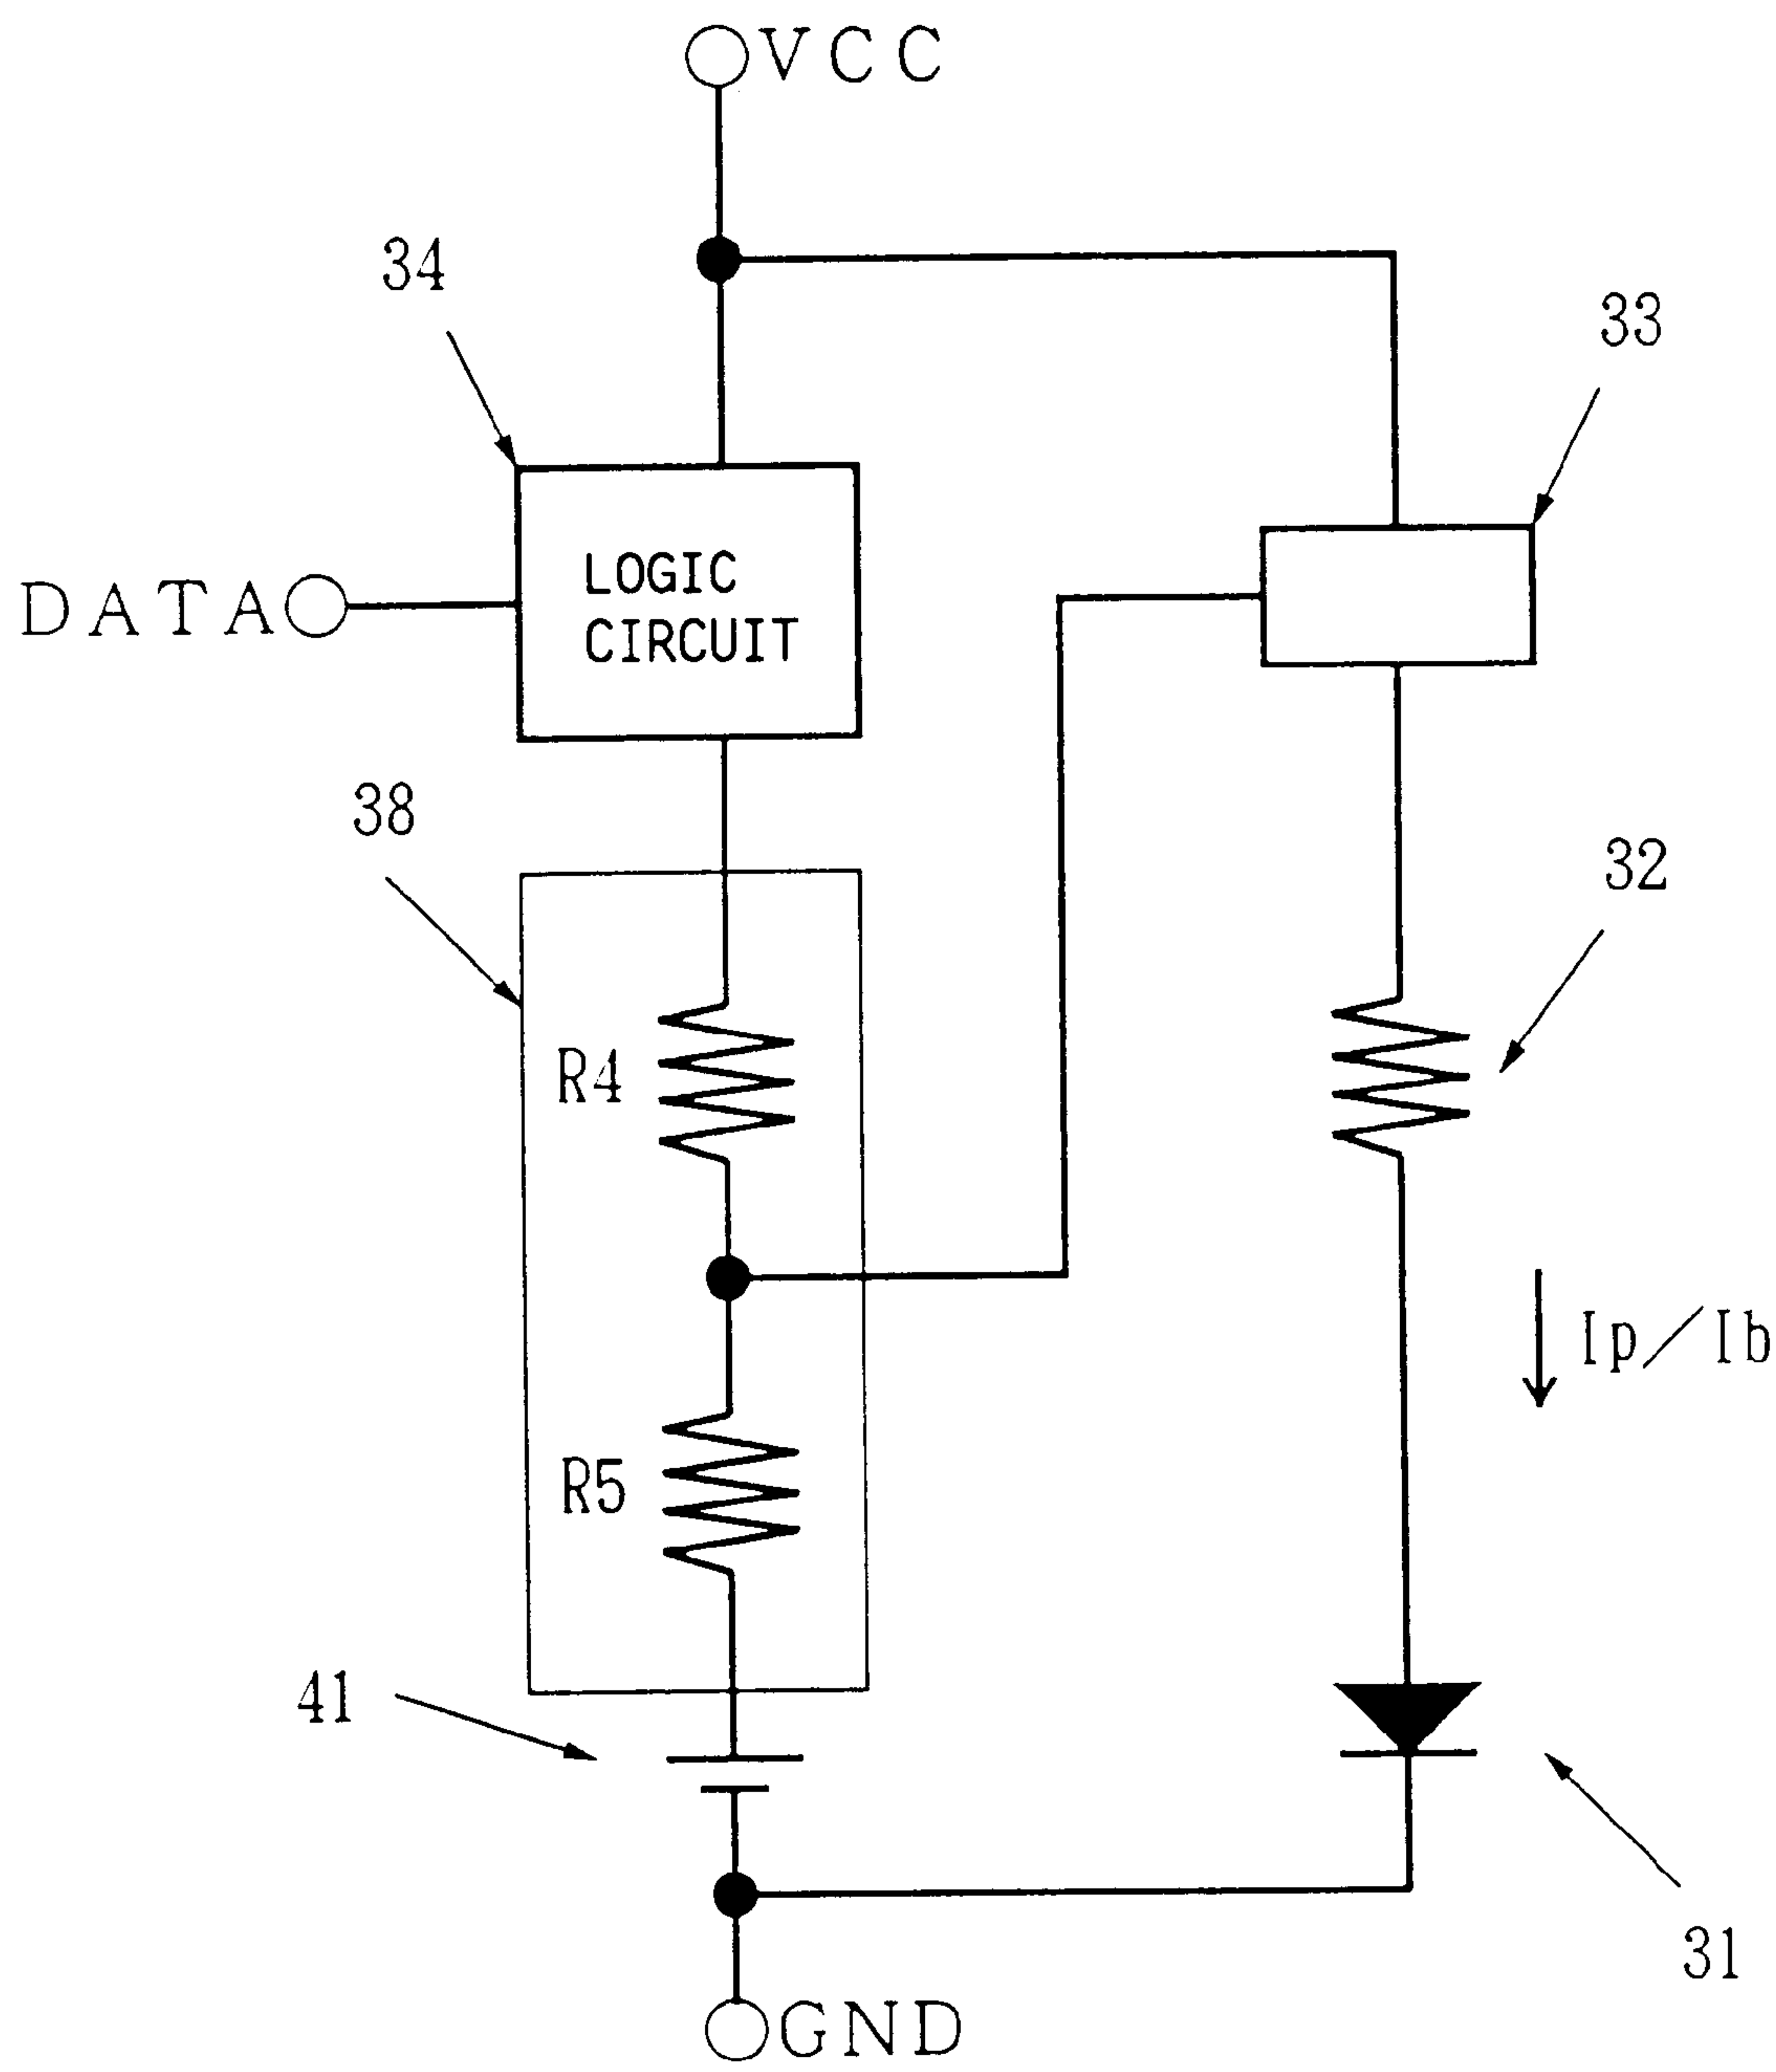 VCC
34
33
DATA
LOGIC
CIRCUIT
38
32
R4
Ip/Ib
R5
41
31
GND